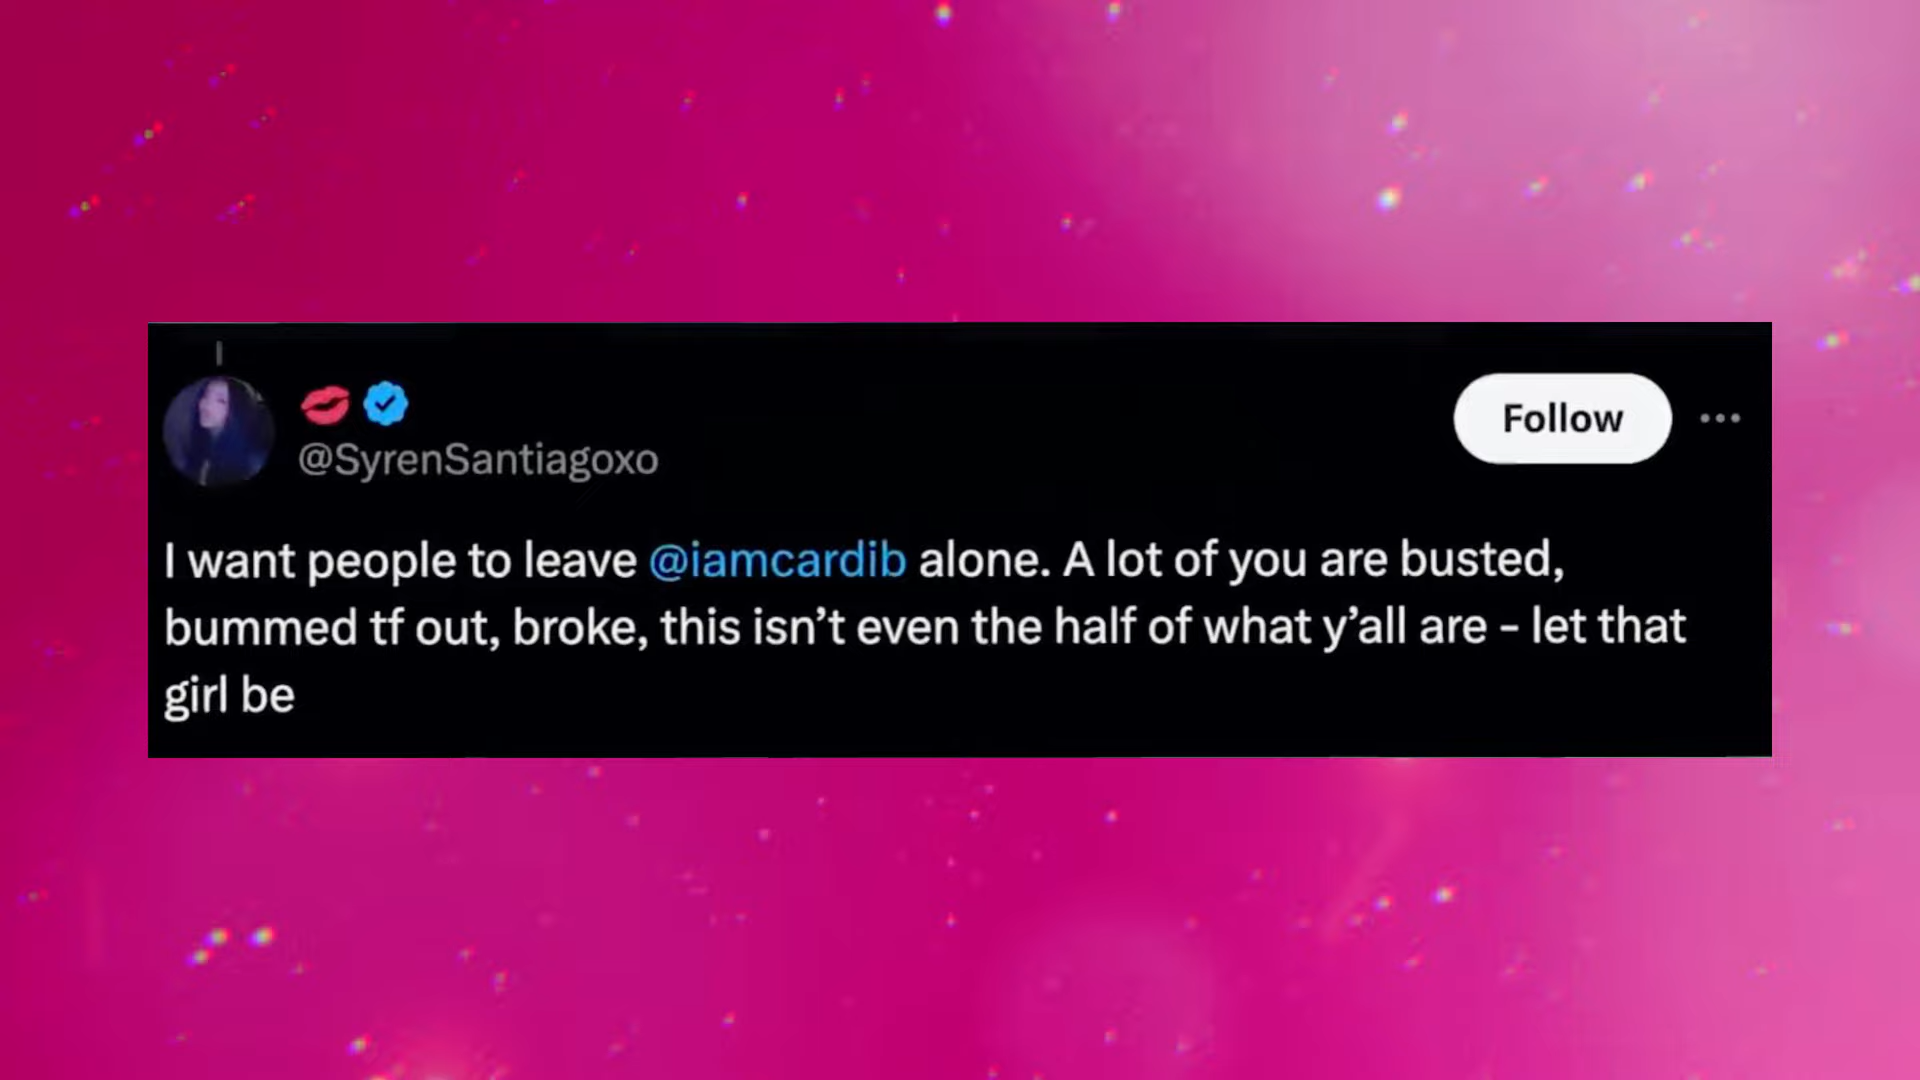 💋
@SyrenSantiagoxo
Follow
I want people to leave @iamcardib alone. A lot of you are busted,
bummed tf out, broke, this isn’t even the half of what y’all are - let that
girl be